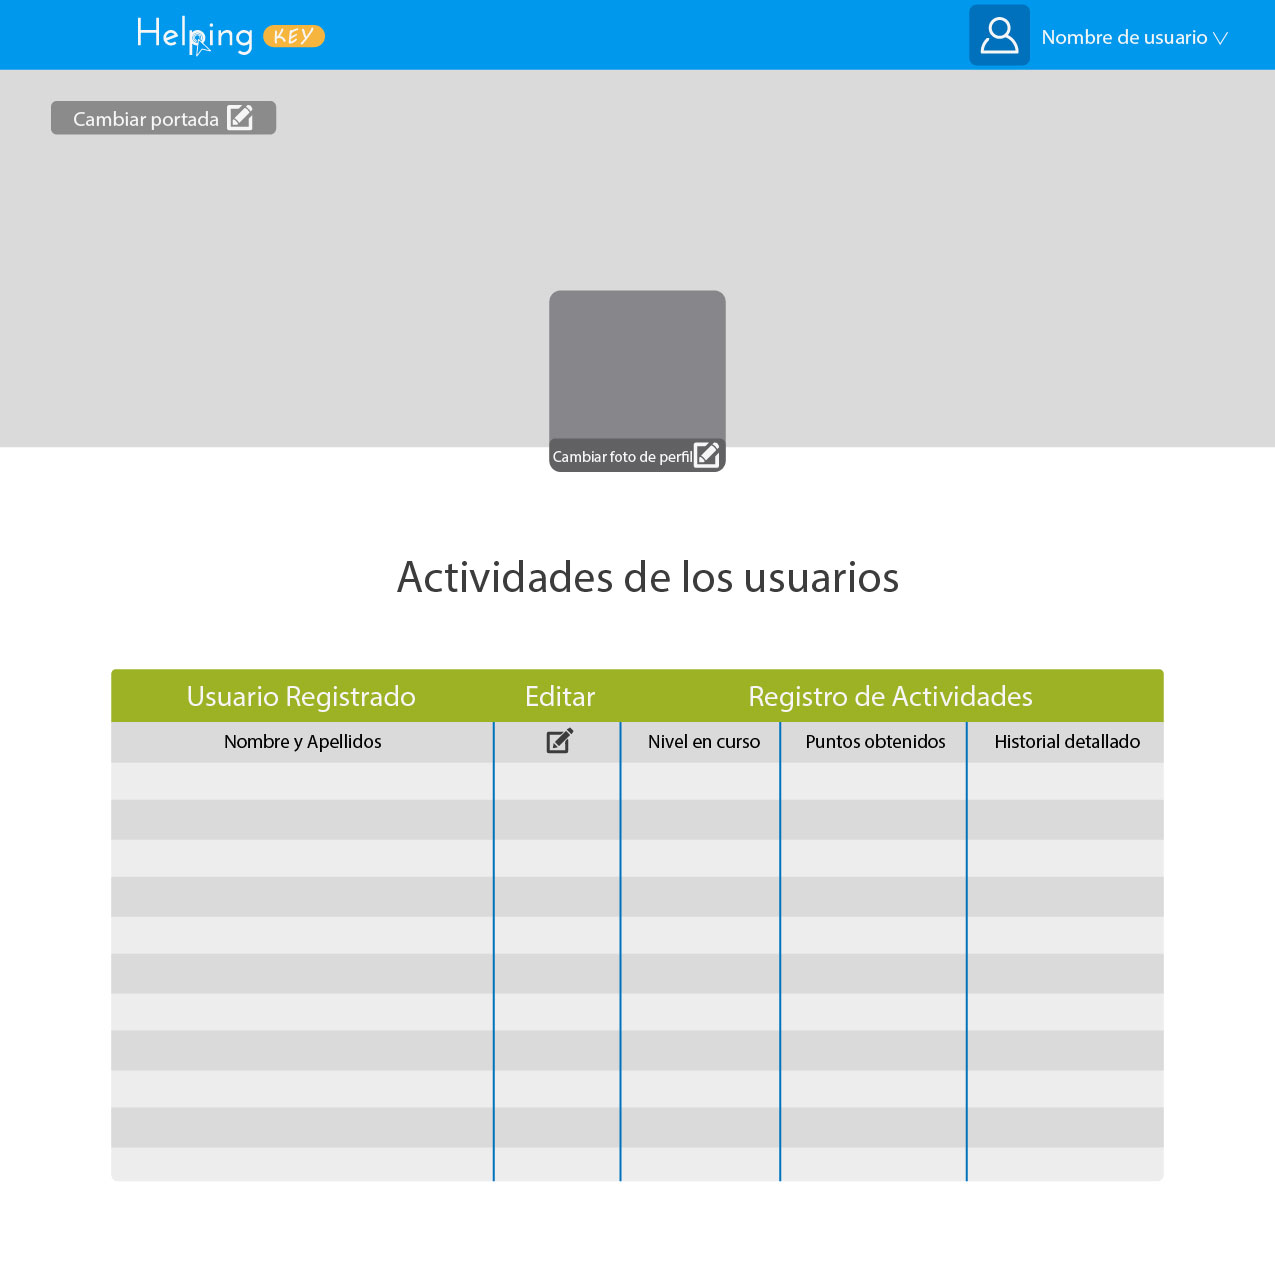 Helping KEY
Nombre de usuario
Cambiar portada
Cambiar foto de perfil
Actividades de los usuarios
Usuario Registrado Editar Registro de Actividades
Nombre y Apellidos Nivel en curso Puntos obtenidos Historial detallado